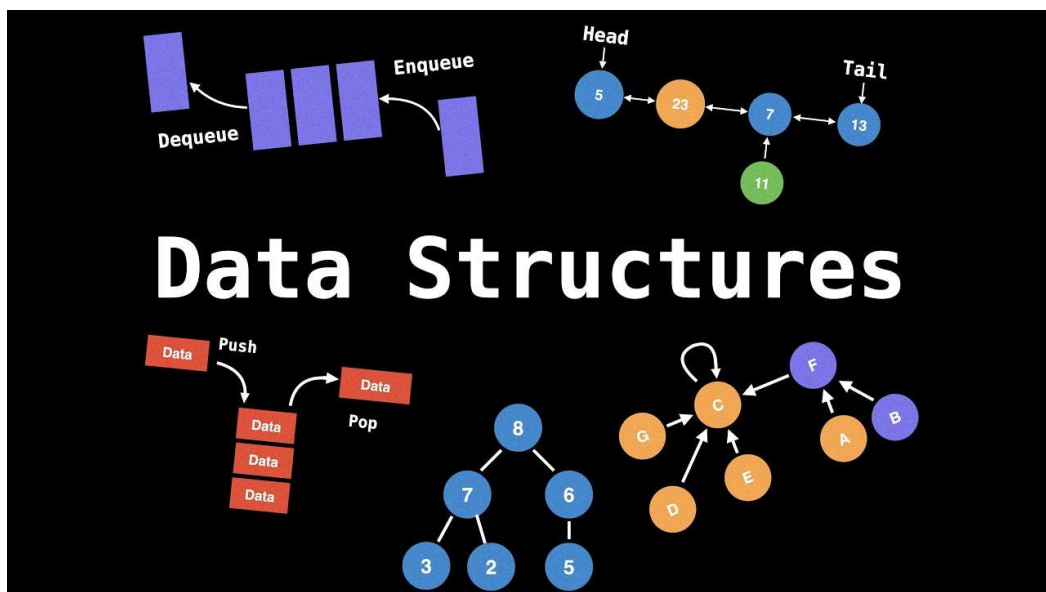 Enqueue
Dequeue
Head
Tail
5
23
7
13
11
Data Structures
Data
Push
Data
Pop
Data
Data
Data
8
7
6
3
2
5
F
C
B
G
A
E
D